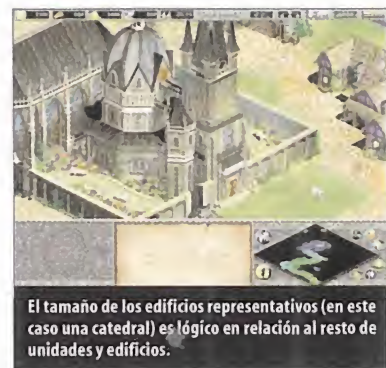 El tamaño de los edificios representativos (en este
caso una catedral) es lógico en relación al resto de
unidades y edificios.